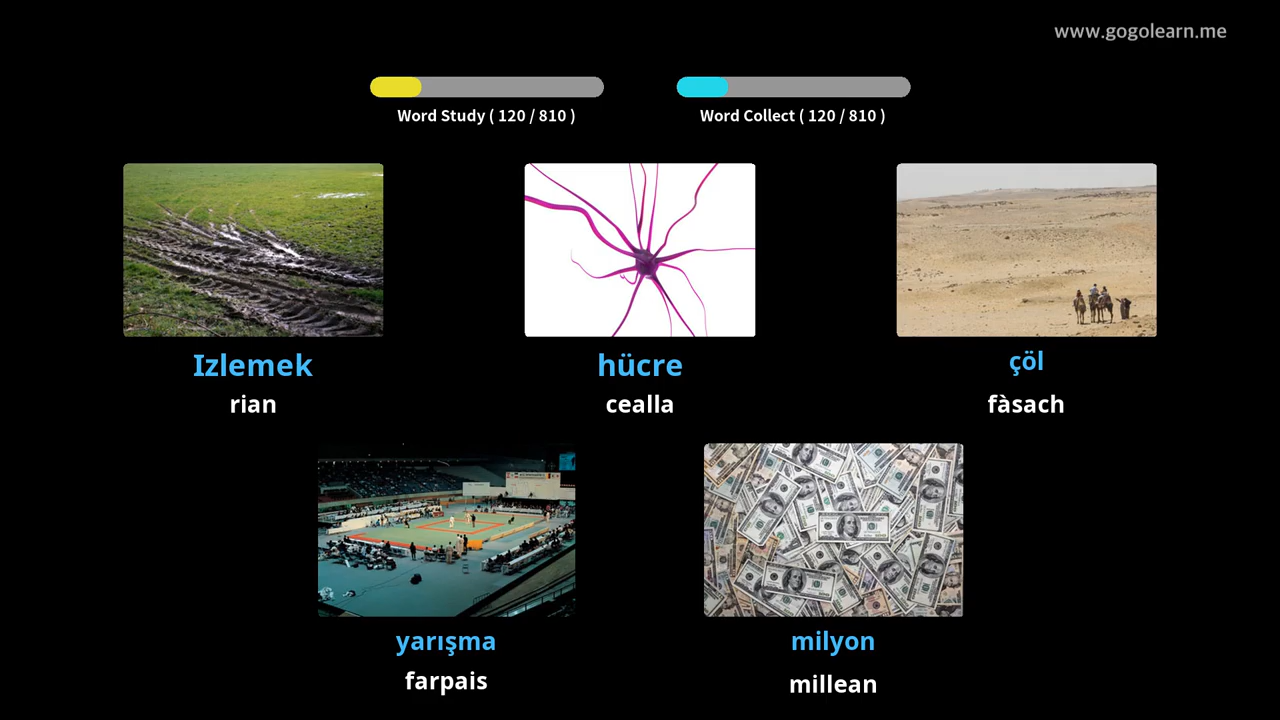 www.gogolearn.me
Word Study ( 120 / 810 )
Word Collect ( 120 / 810 )
Izlemek
rian
hücre
cealla
çöl
fàsach
yarışma
farpais
milyon
millean